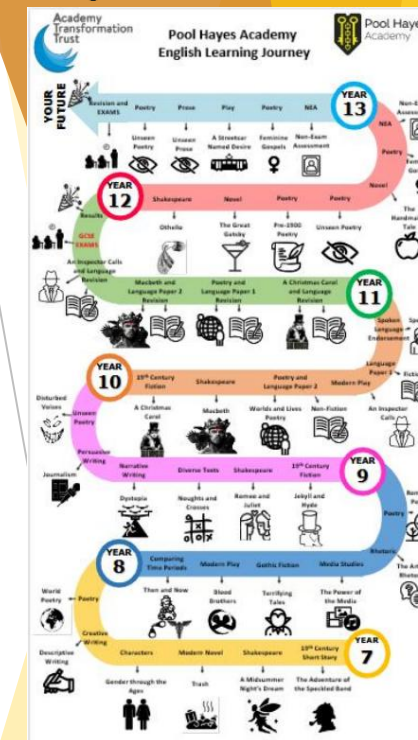 Academy
Transformation
Trust
Pool Hayes Academy
English Learning Journey
Pool Hayes
Academy
YOUR
FUTURE
Revision and
EXAMS
Poetry
Prose
Play
Poetry
NEA
YEAR
13
Unseen
Poetry
Unseen
Prose
A Streetcar
Named Desire
Feminine
Gospels
Non-Exam
Assessment
NEA
Poetry
Novel
The
YEAR
12
Shakespeare
Novel
Poetry
Poetry
Results
Othello
The Great
Gatsby
Pre-1900
Poetry
Unseen Poetry
GCSE
EXAMS
An Inspector Calls
and Language
Revision
Macbeth and
Language Paper 2
Revision
Poetry and
Language Paper 1
Revision
A Christmas Carol
and Language
Revision
YEAR
11
Spoken
Language
Endorsement
Language
Paper 1
YEAR
10
19th Century
Fiction
Shakespeare
Poetry and
Language Paper 2
Modern Play
Disturbed
Voices
Unseen
Poetry
A Christmas
Carol
Macbeth
Worlds and Lives
Poetry
Non-Fiction
An Inspector
Calls
Persuasive
Writing
Journalism
Narrative
Writing
Diverse Texts
Shakespeare
19th Century
Fiction
YEAR
9
Dystopia
Noughts and
Crosses
Romeo and
Juliet
Jekyll and
Hyde
Poetry
Rhetoric
YEAR
8
Comparing
Time Periods
Modern Play
Gothic Fiction
Media Studies
World
Poetry
Poetry
Then and Now
Blood
Brothers
Terrifying
Tales
The Power of
the Media
Creative
Writing
Descriptive
Writing
Characters
Modern Novel
Shakespeare
19th Century
Short Story
YEAR
7
Gender through the
Ages
Trash
A Midsummer
Night's Dream
The Adventure of
the Speckled Band